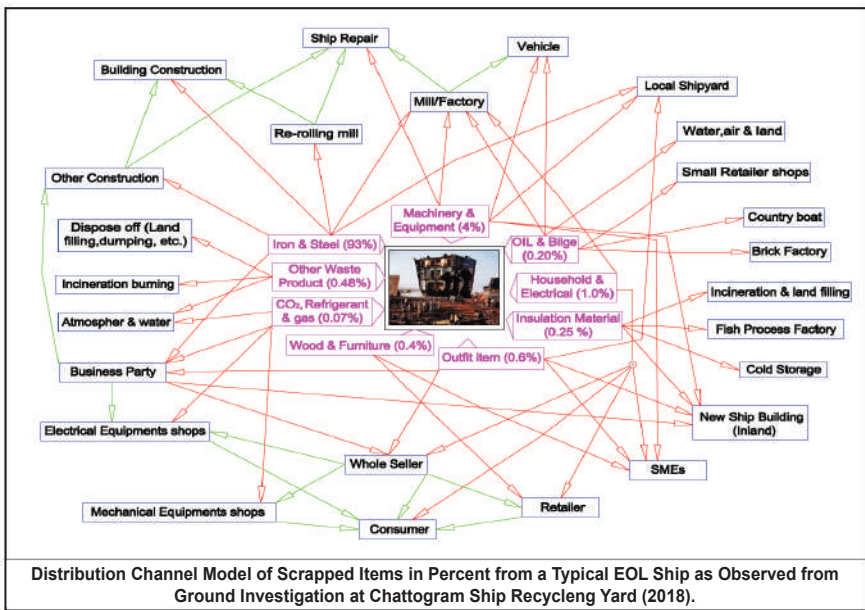 Ship Repair
Vehicle
Building Construction
Local Shipyard
Mill/Factory
Water,air & land
Re-rolling mill
Small Retailer shops
Other Construction
Machinery &
Equipment (4%)
Country boat
Dispose off (Land
filling,dumping, etc.)
Iron & Steel (93%)
OIL & Bilge
(0.20%)
Brick Factory
Other Waste
Product (0.48%)
Household &
Electrical (1.0%)
Incineration burning
Incineration & land filling
CO₂, Refrigerant
& gas (0.07%)
Insulation Material
(0.25 %)
Atmospher & water
Fish Process Factory
Wood & Furniture (0.4%)
Outfit item (0.6%)
Business Party
Cold Storage
New Ship Building
(Inland)
Electrical Equipments shops
Whole Seller
SMEs
Mechanical Equipments shops
Retailer
Consumer
Distribution Channel Model of Scrapped Items in Percent from a Typical EOL Ship as Observed from
Ground Investigation at Chattogram Ship Recycleng Yard (2018).